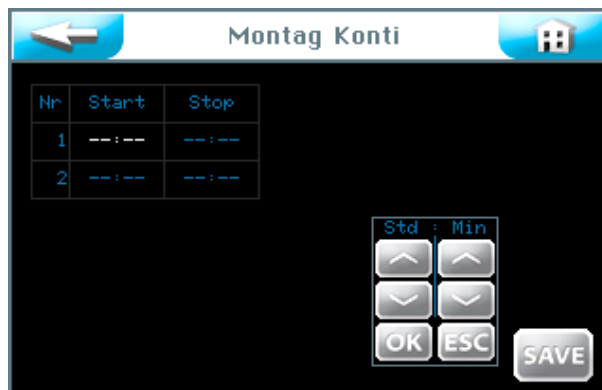 Montag Konti
Nr Start Stop
1 --:-- --:--
2 --:-- --:--
Std : Min
OK ESC
SAVE